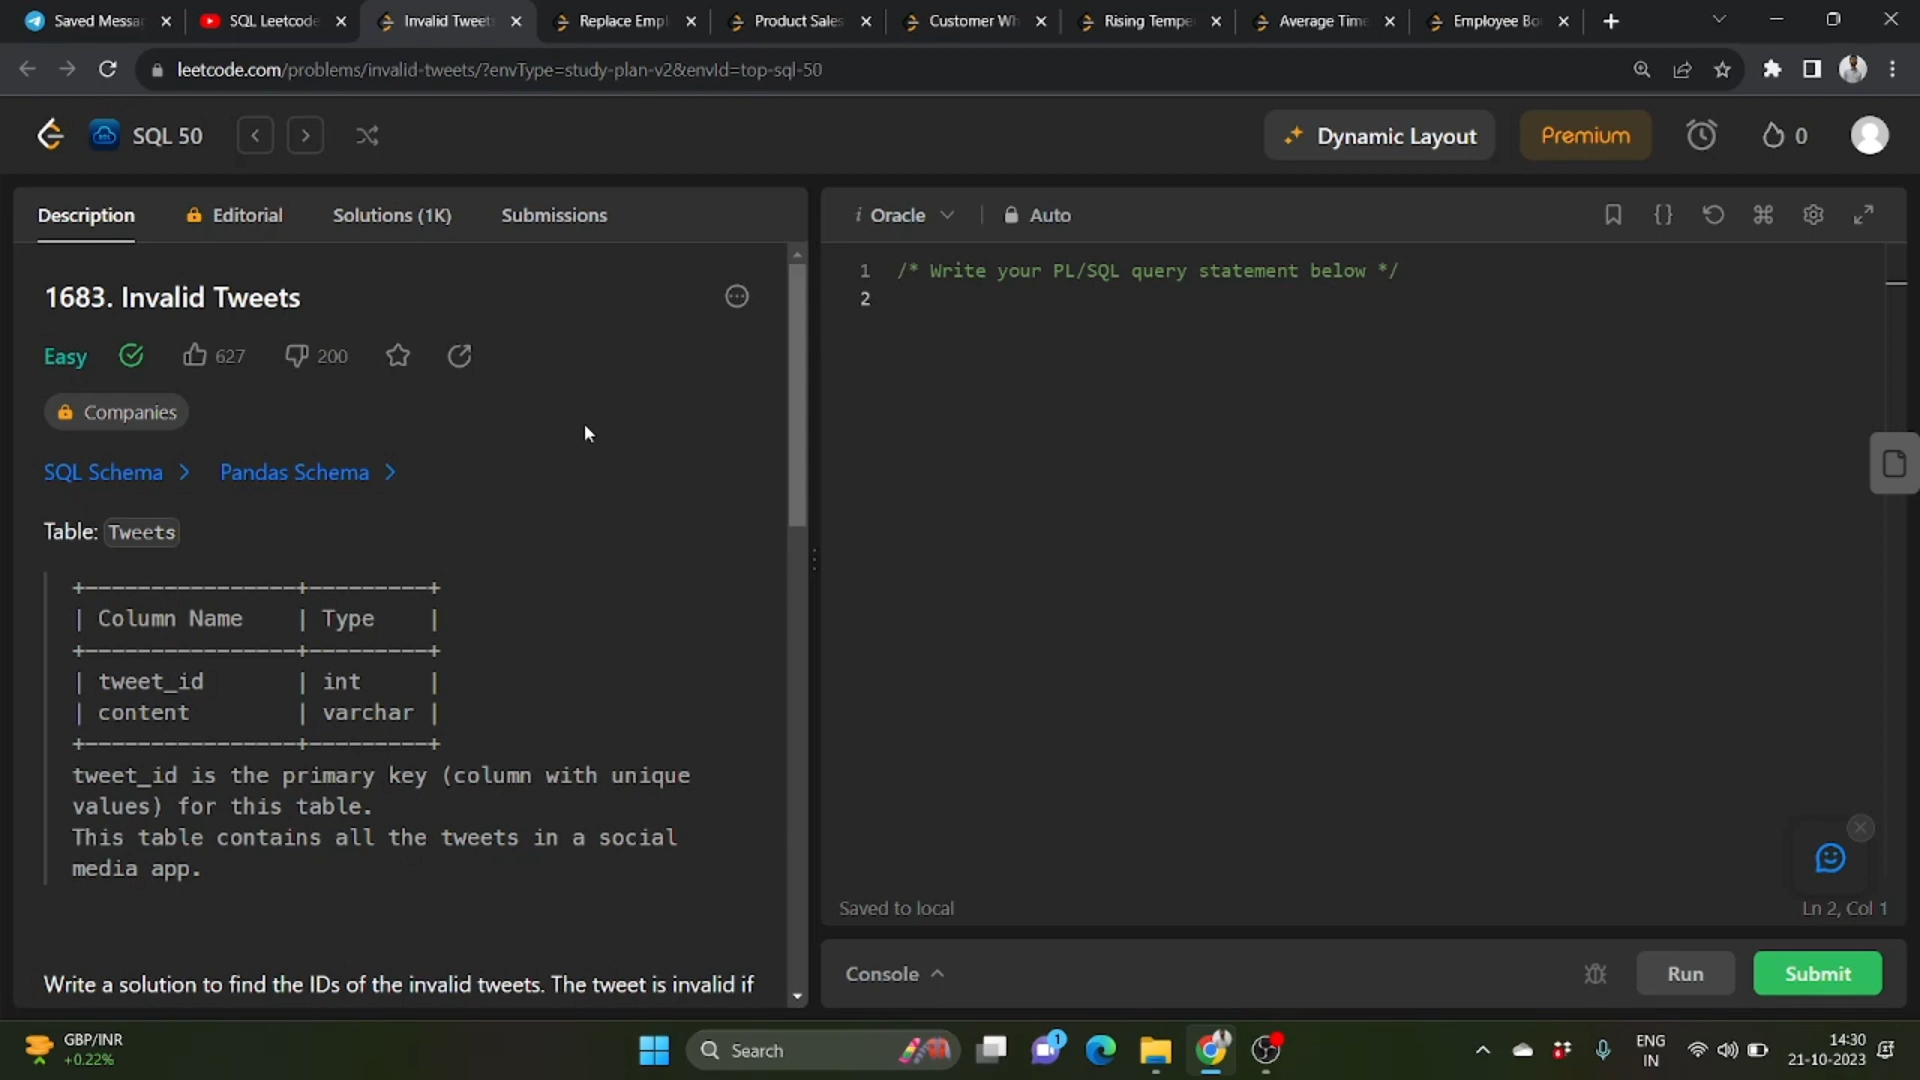 Saved Messa
SQL Leetcode
Invalid Tweets
Replace Empl
Product Sales
Customer Wh
Rising Tempe
Average Time
Employee Bo
leetcode.com/problems/invalid-tweets/?envType=study-plan-v2&envId=top-sql-50
SQL 50
Dynamic Layout
Premium
0
Description
Editorial
Solutions (1K)
Submissions
i Oracle
Auto
1683. Invalid Tweets
Easy
627
200
Companies
SQL Schema >
Pandas Schema >
Table: Tweets
+----------------+---------+
| Column Name    | Type    |
+----------------+---------+
| tweet_id       | int     |
| content        | varchar |
+----------------+---------+
tweet_id is the primary key (column with unique
values) for this table.
This table contains all the tweets in a social
media app.
Write a solution to find the IDs of the invalid tweets. The tweet is invalid if
1 /* Write your PL/SQL query statement below */
2
Saved to local
Ln 2, Col 1
Console
Run
Submit
GBP/INR
+0.22%
Search
1
ENG
IN
14:30
21-10-2023